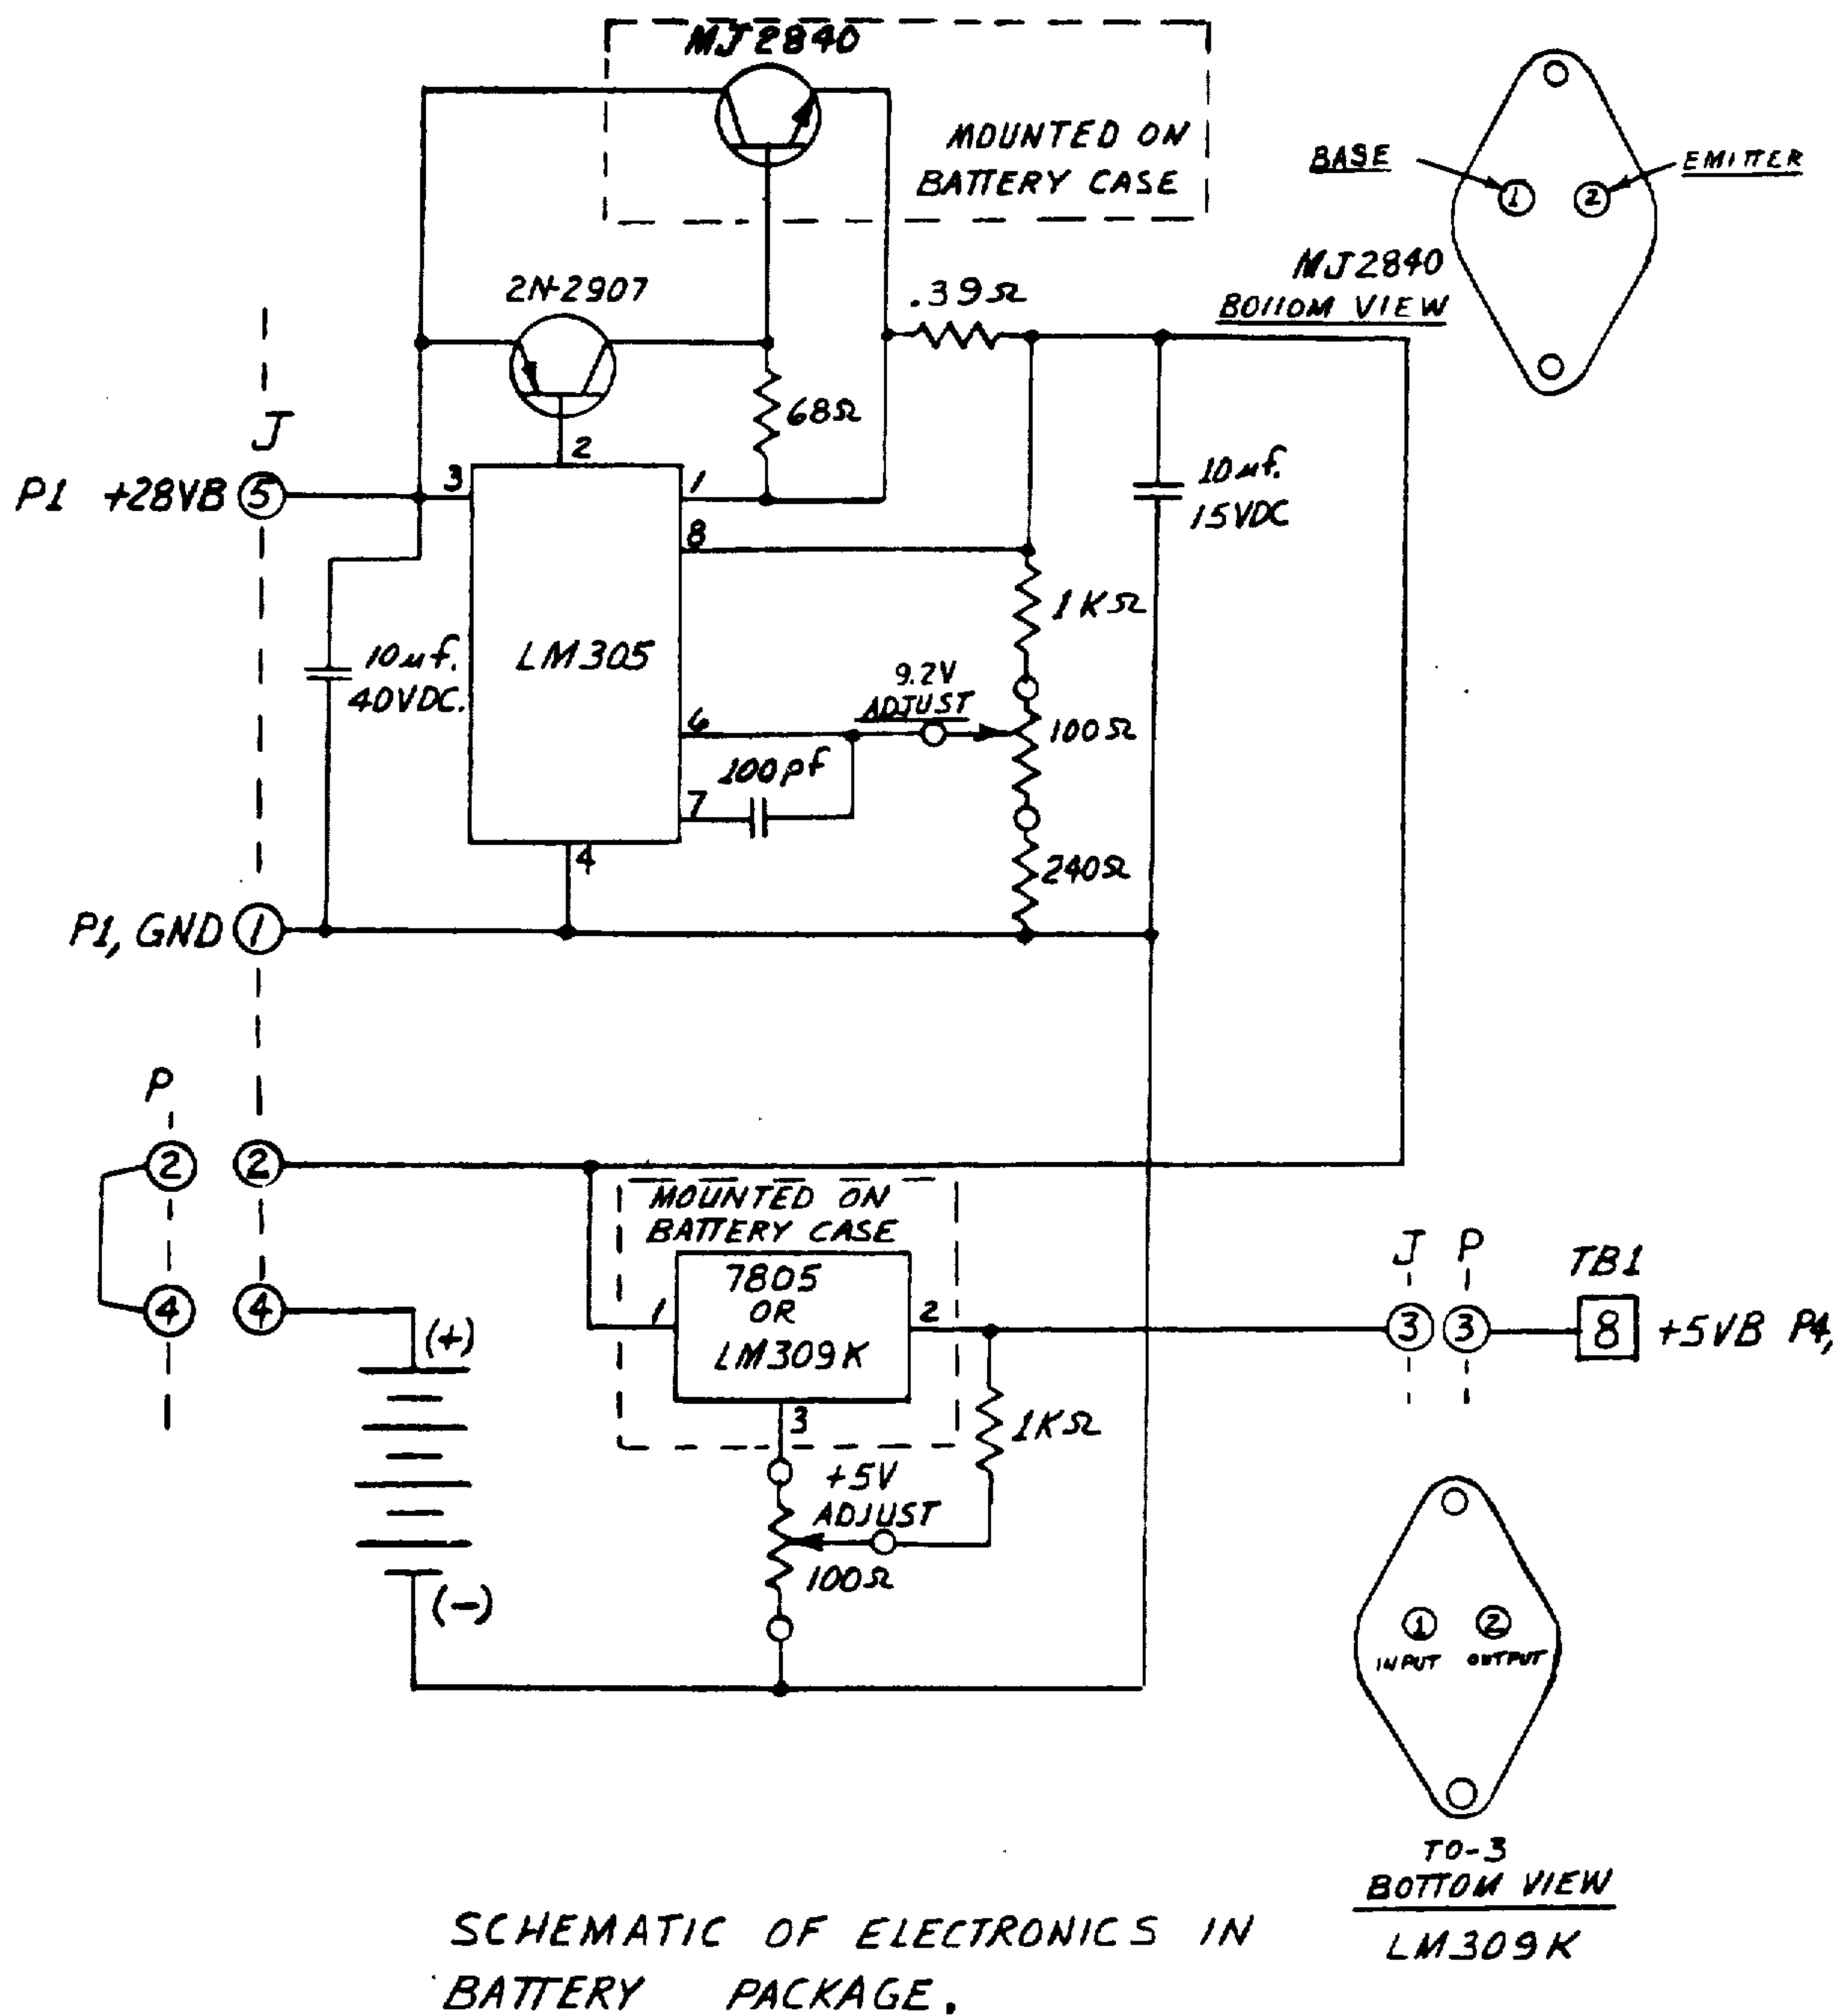 MJ2840
MOUNTED ON
BATTERY CASE
BASE
EMITTER
1
2
MJ2840
BOTTOM VIEW
2N-2907
.39Ω
68Ω
J
2
P1 +28VB 5
3
1
8
10µf.
15VDC
1KΩ
LM305
10µf.
40VDC.
9.2V
ADJUST
6
100Ω
100pf
7
4
240Ω
P1, GND 1
P
2
2
MOUNTED ON
BATTERY CASE
7805
OR
LM309K
1
2
3
J P
TB1
3 3
8
+5VB P4,
4
4
(+)
(-)
1KΩ
+5V
ADJUST
100Ω
1 2
INPUT OUTPUT
TO-3
BOTTOM VIEW
LM309K
SCHEMATIC OF ELECTRONICS IN
BATTERY PACKAGE.